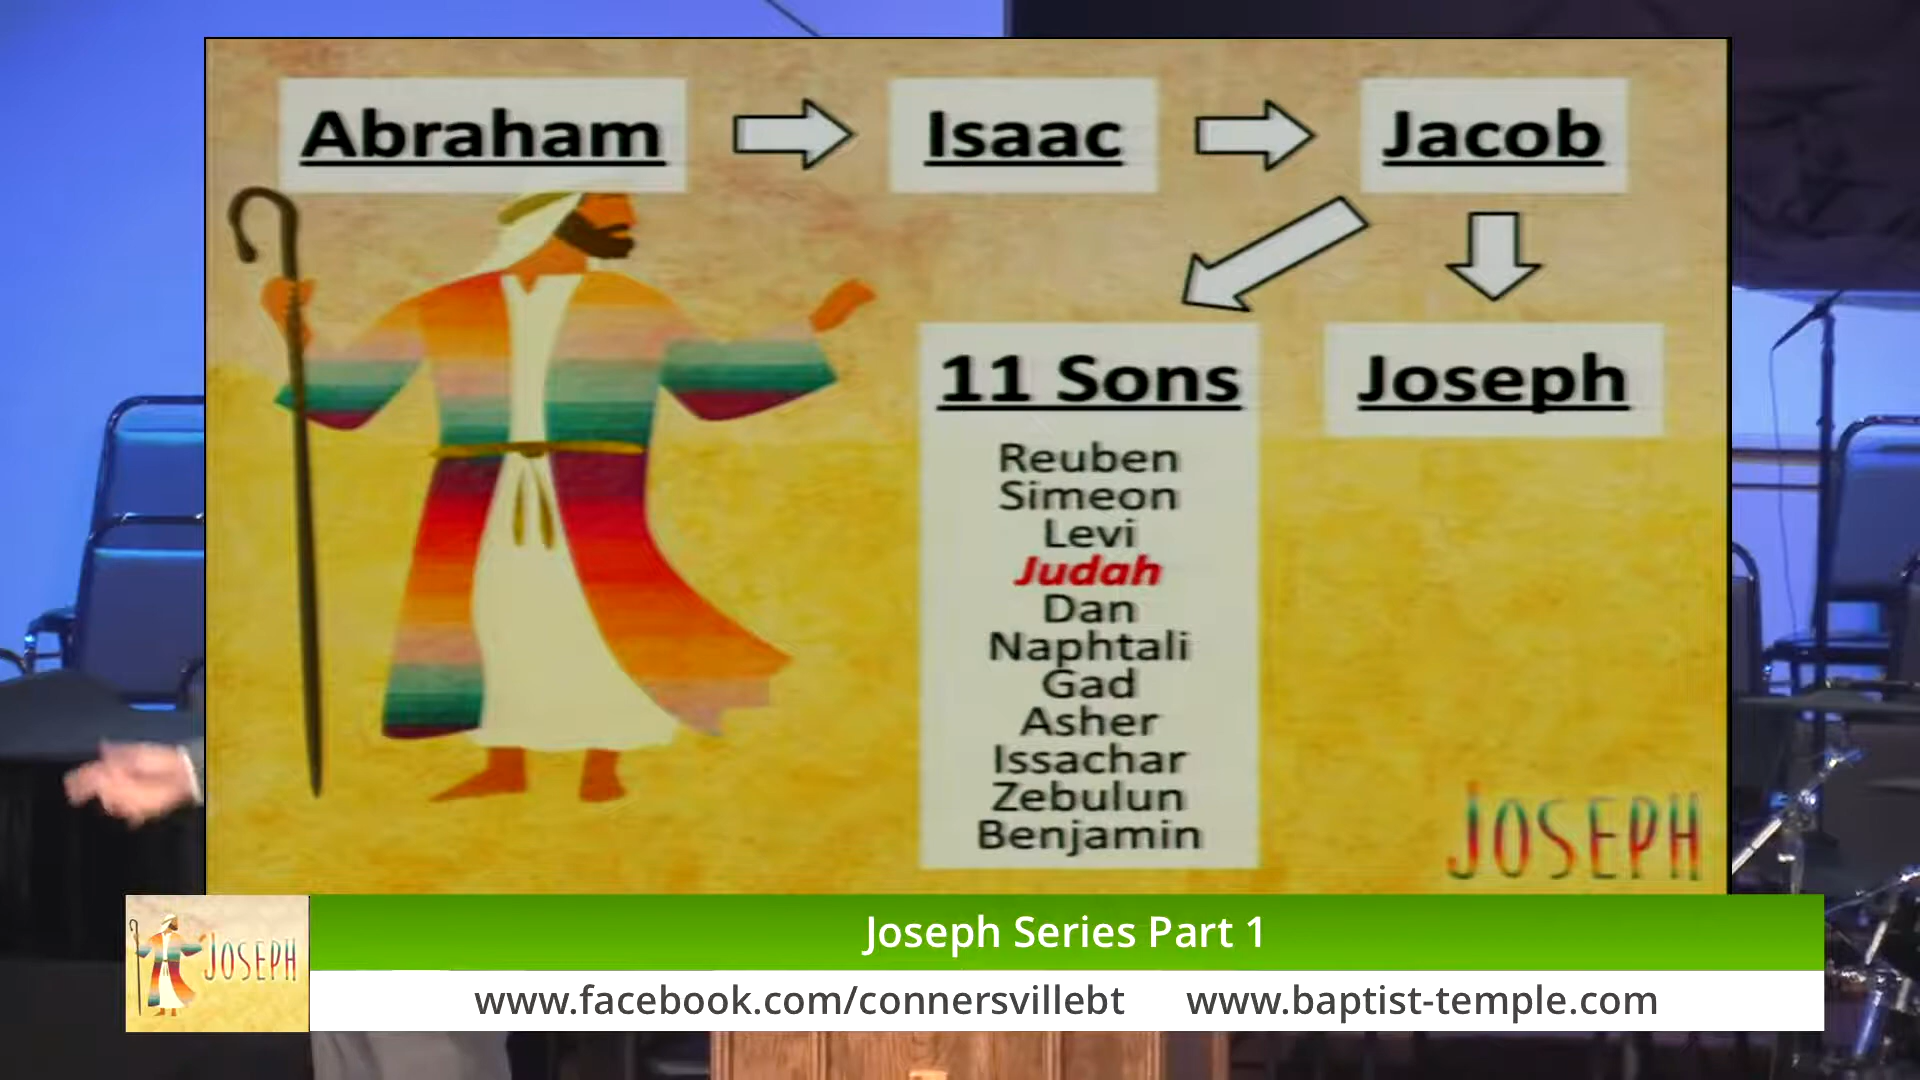 Abraham
Isaac
Jacob
11 Sons
Joseph
Reuben
Simeon
Levi
Judah
Dan
Naphtali
Gad
Asher
Issachar
Zebulun
Benjamin
JOSEPH
JOSEPH
Joseph Series Part 1
www.facebook.com/connersvillebt www.baptist-temple.com